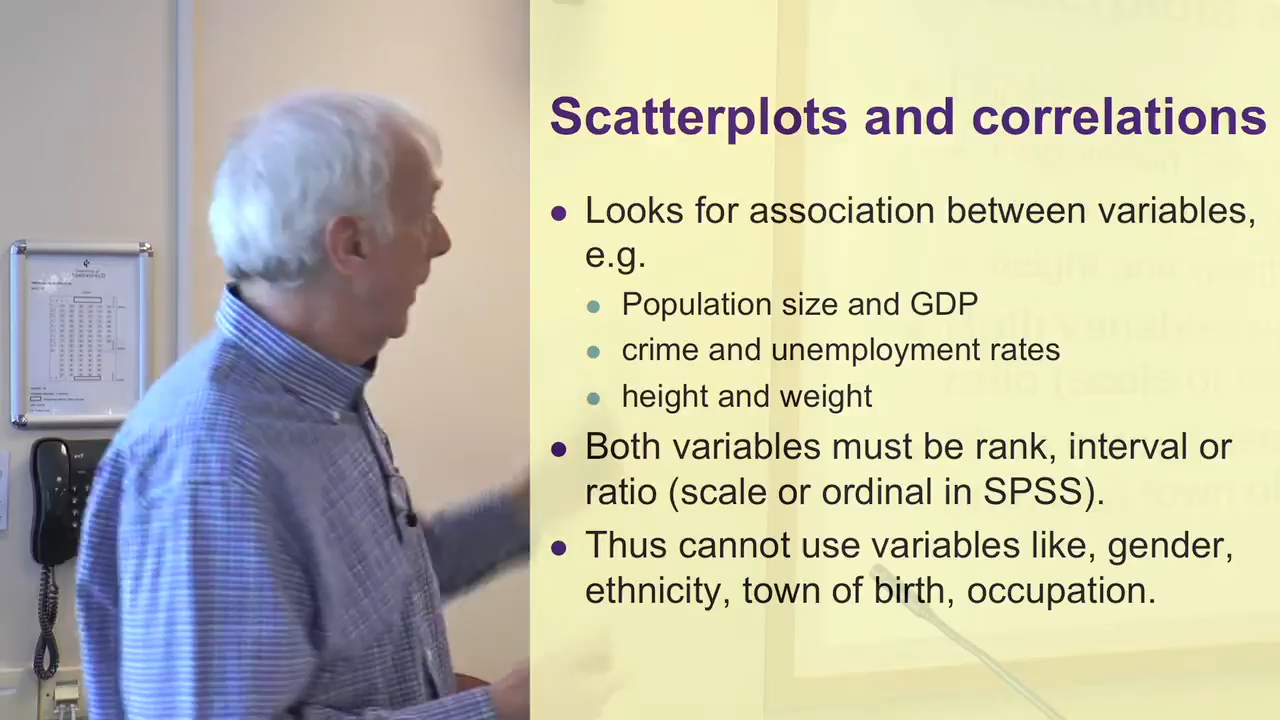 Scatterplots and correlations
Looks for association between variables,
e.g.
Population size and GDP
crime and unemployment rates
height and weight
Both variables must be rank, interval or
ratio (scale or ordinal in SPSS).
Thus cannot use variables like, gender,
ethnicity, town of birth, occupation.